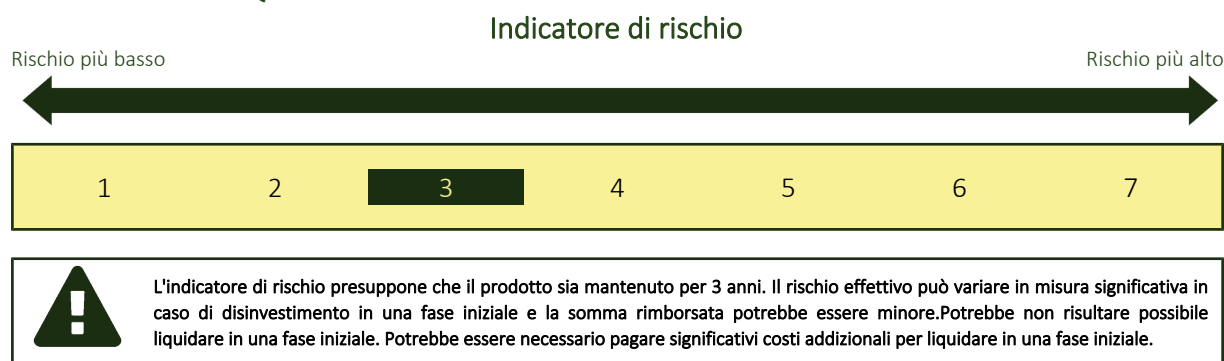 Indicatore di rischio
Rischio più basso
Rischio più alto
1 2 3 4 5 6 7
L'indicatore di rischio presuppone che il prodotto sia mantenuto per 3 anni. Il rischio effettivo può variare in misura significativa in
caso di disinvestimento in una fase iniziale e la somma rimborsata potrebbe essere minore.Potrebbe non risultare possibile
liquidare in una fase iniziale. Potrebbe essere necessario pagare significativi costi addizionali per liquidare in una fase iniziale.